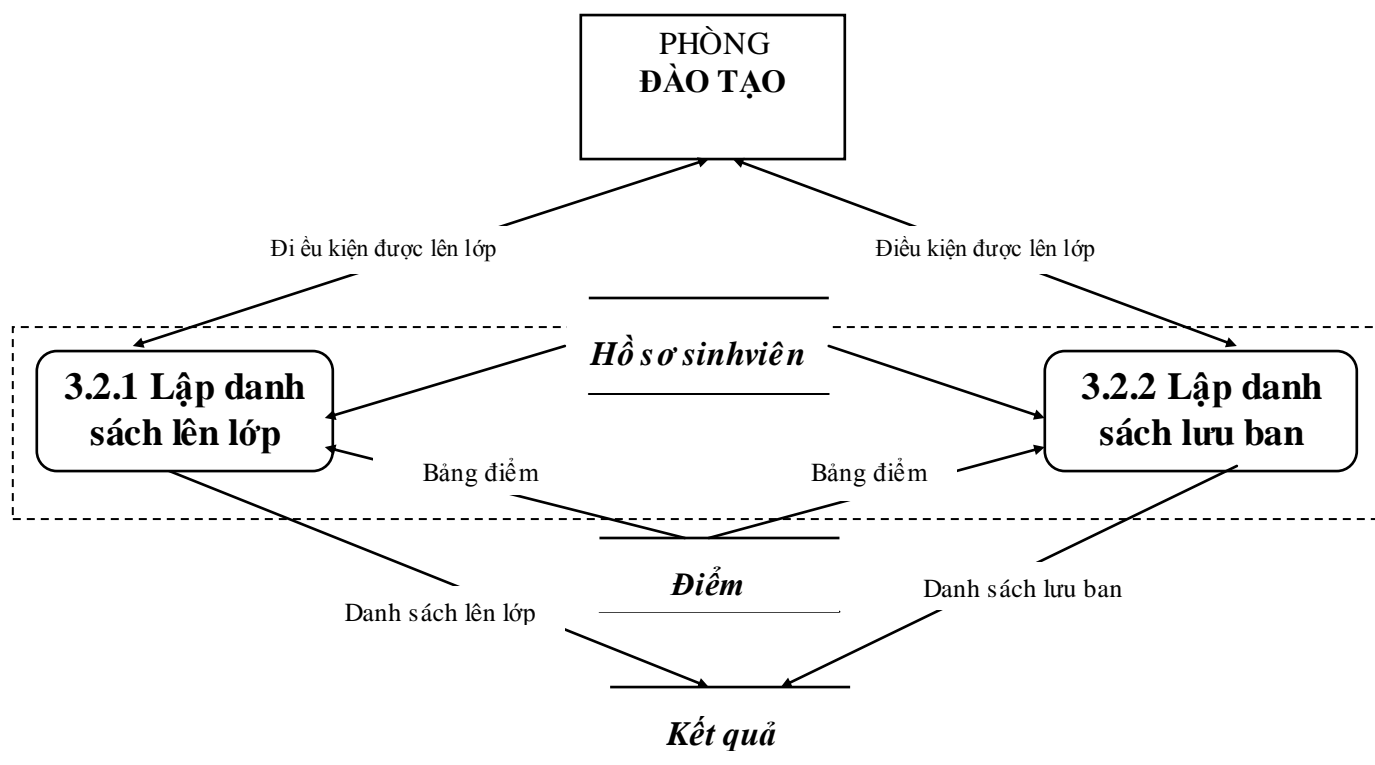 PHÒNG
ĐÀO TẠO
Đi ều kiện được lên lớp
Điều kiện được lên lớp
Hồ sơ sinhviên
3.2.1 Lập danh
sách lên lớp
3.2.2 Lập danh
sách lưu ban
Bảng điểm
Bảng điểm
Điểm
Danh sách lên lớp
Danh sách lưu ban
Kết quả